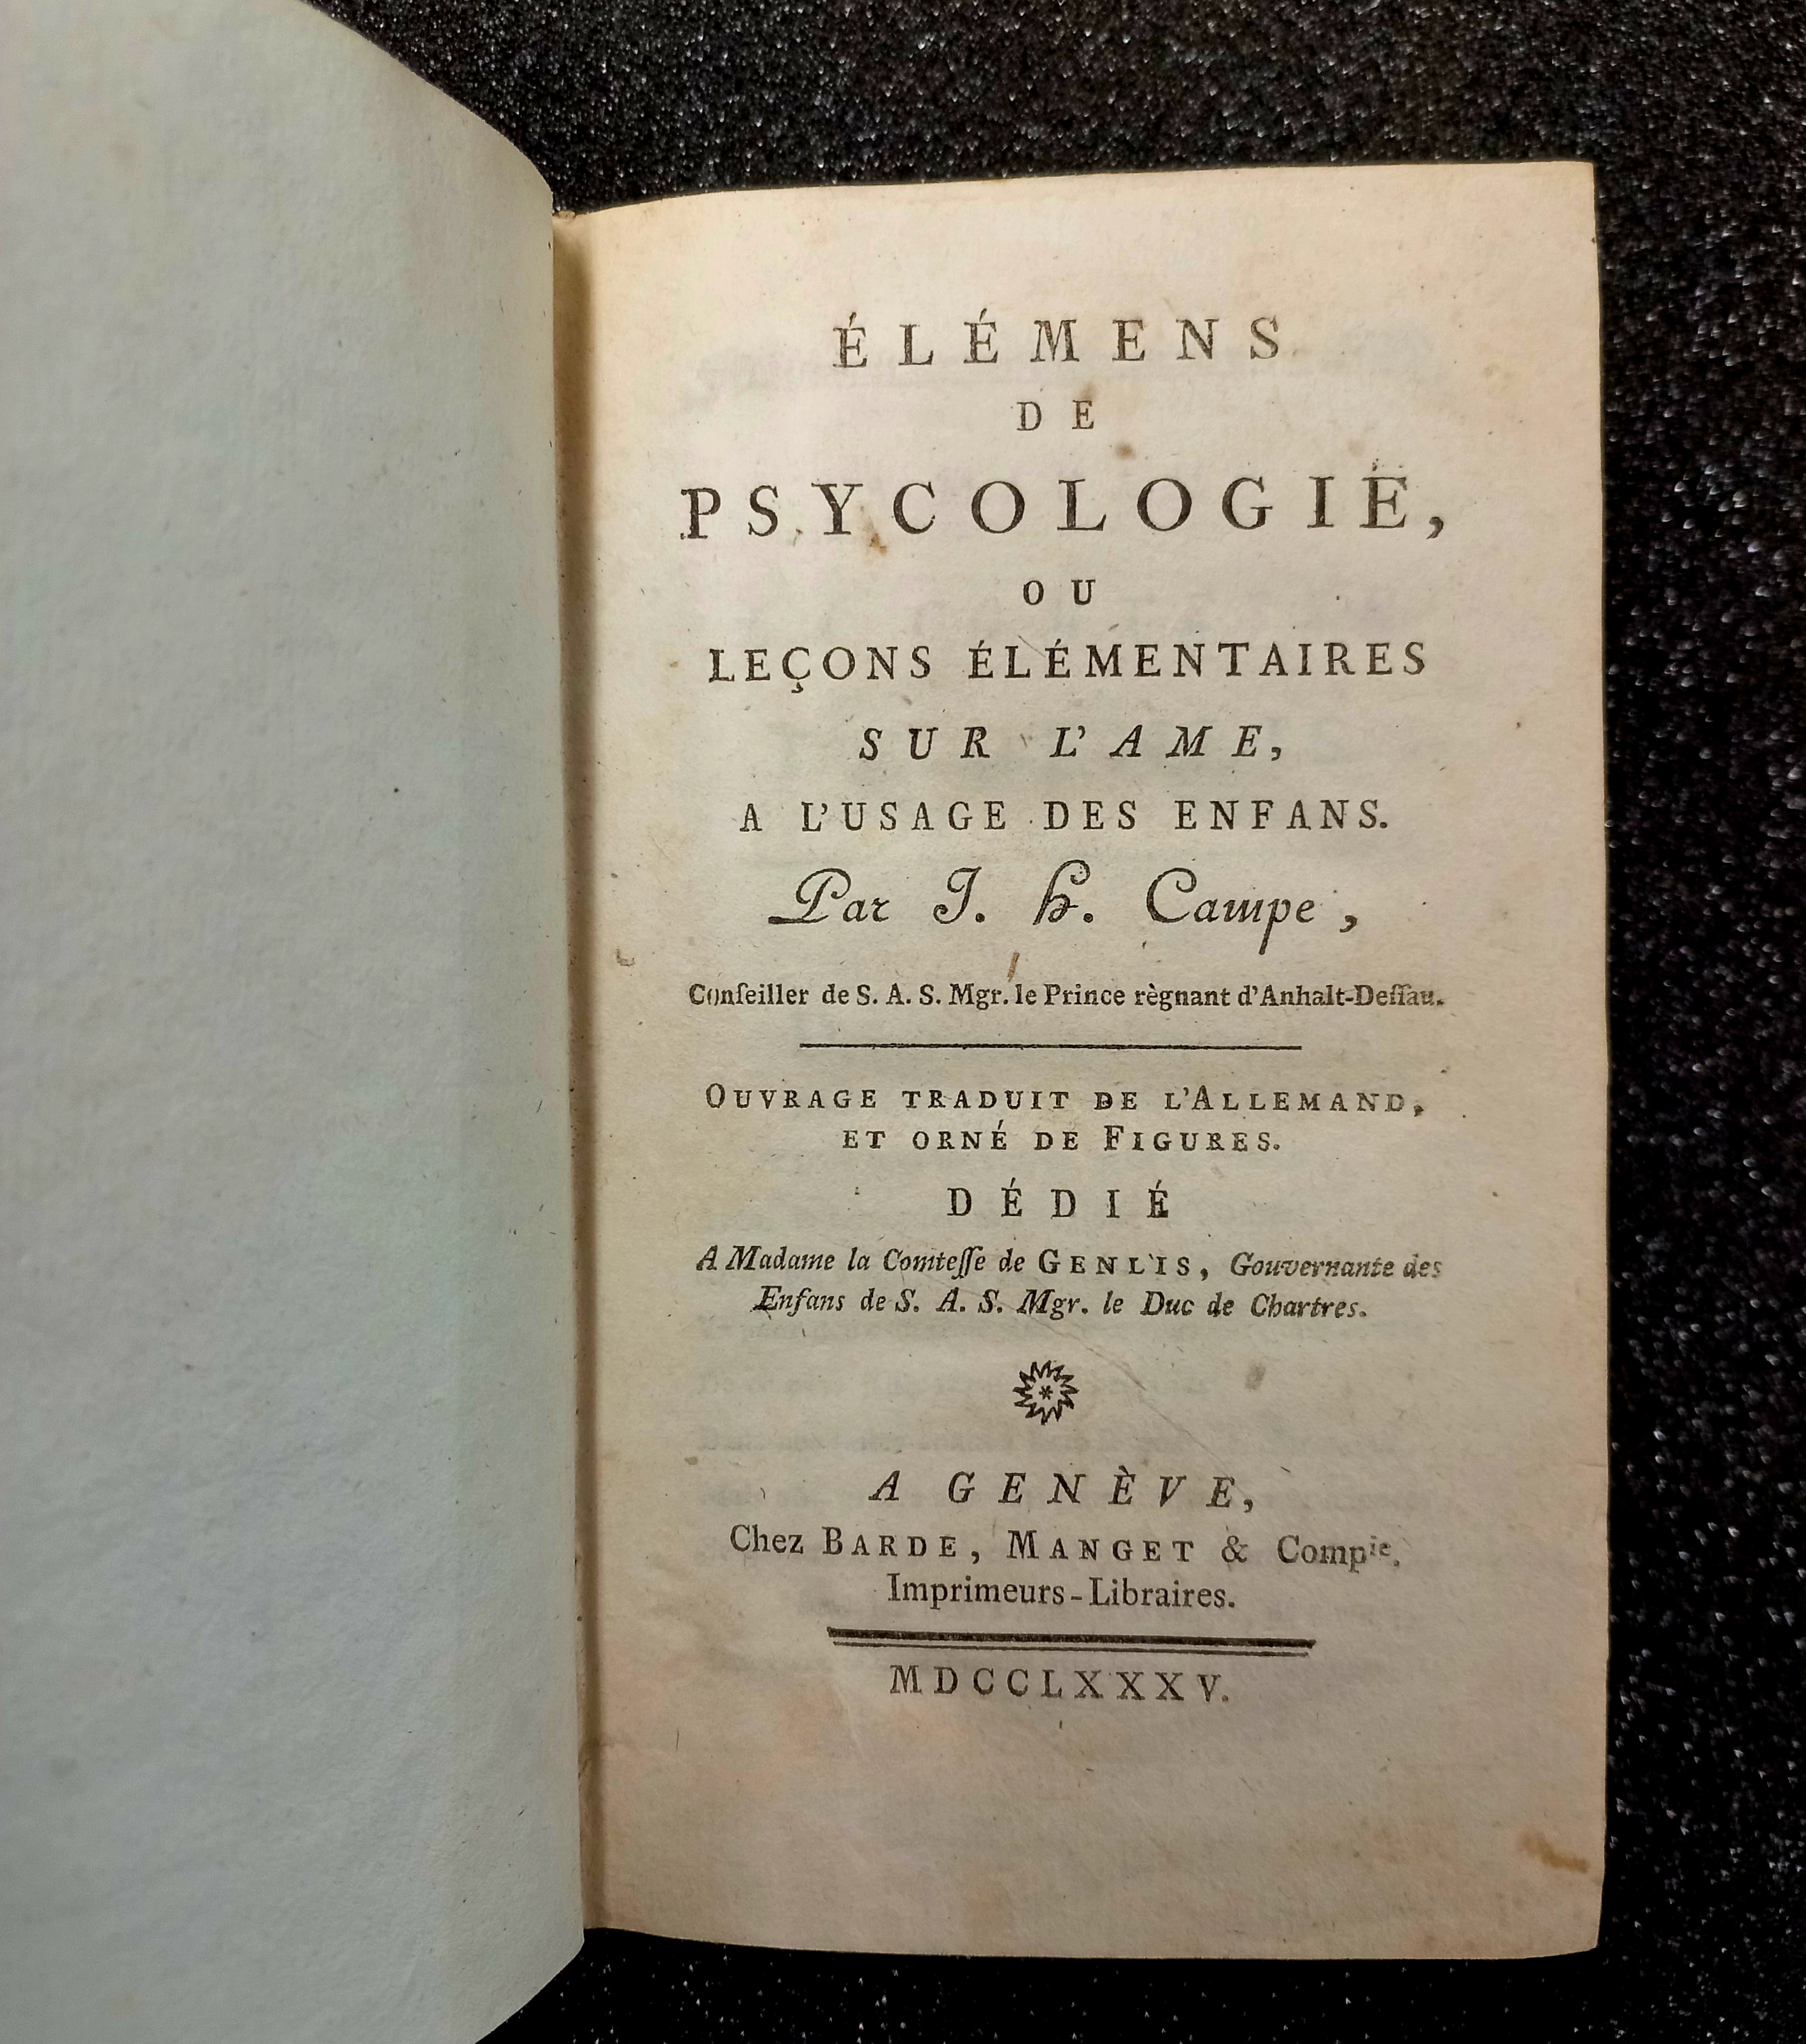 ÉLÉMENS
DE
PSYCOLOGIE,
OU
LEÇONS ÉLÉMENTAIRES
SUR L'AME,
A L'USAGE DES ENFANS.
Par J. H. Campe,
Conſeiller de S. A. S. Mgr. le Prince règnant d'Anhalt-Deſſau.
OUVRAGE TRADUIT DE L'ALLEMAND,
ET ORNÉ DE FIGURES.
DÉDIÉ
A Madame la Comteſſe de GENLIS, Gouvernante des
Enfans de S. A. S. Mgr. le Duc de Chartres.
A GENÈVE,
Chez BARDE, MANGET & Compie.
Imprimeurs-Libraires.
MDCCLXXXV.